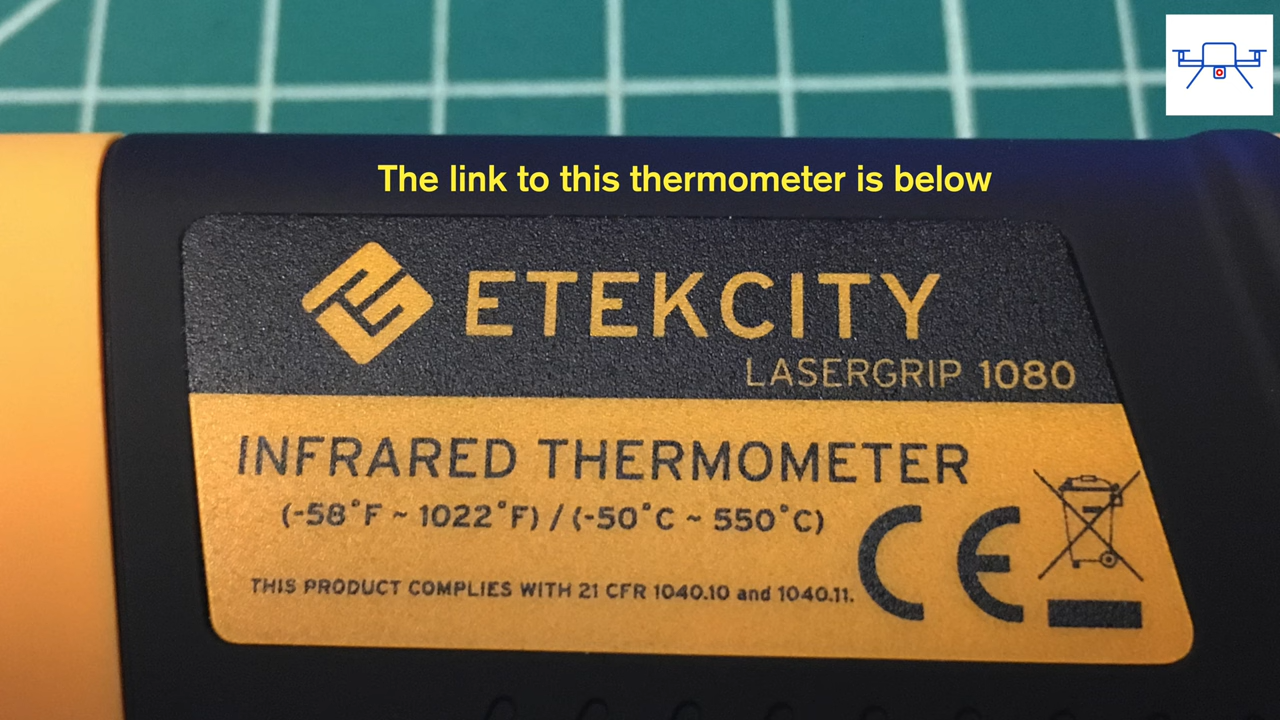 The link to this thermometer is below
ETEKCITY
LASERGRIP 1080
INFRARED THERMOMETER
(-58°F ~ 1022°F) / (-50°C ~ 550°C)
THIS PRODUCT COMPLIES WITH 21 CFR 1040.10 and 1040.11.
CE